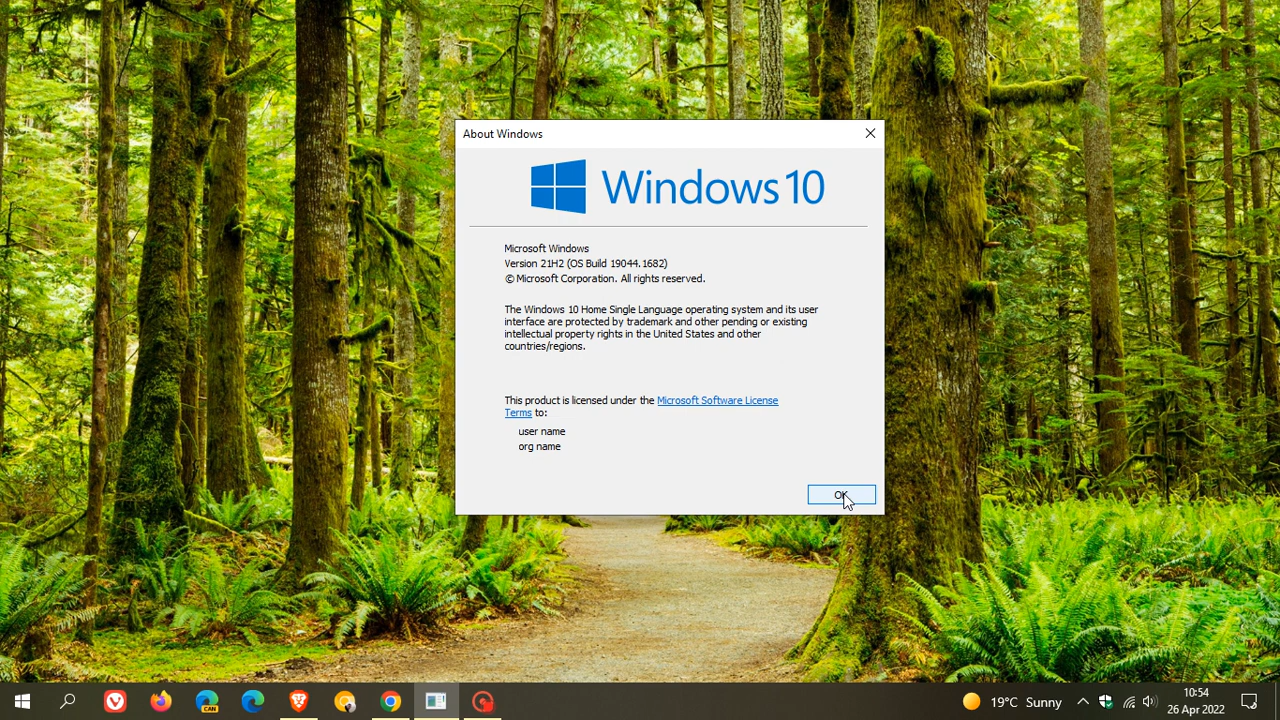 About Windows
Windows 10
Microsoft Windows
Version 21H2 (OS Build 19044.1682)
© Microsoft Corporation. All rights reserved.
The Windows 10 Home Single Language operating system and its user
interface are protected by trademark and other pending or existing
intellectual property rights in the United States and other
countries/regions.
This product is licensed under the Microsoft Software License
Terms to:
user name
org name
OK
CAN
19°C Sunny
10:54
26 Apr 2022